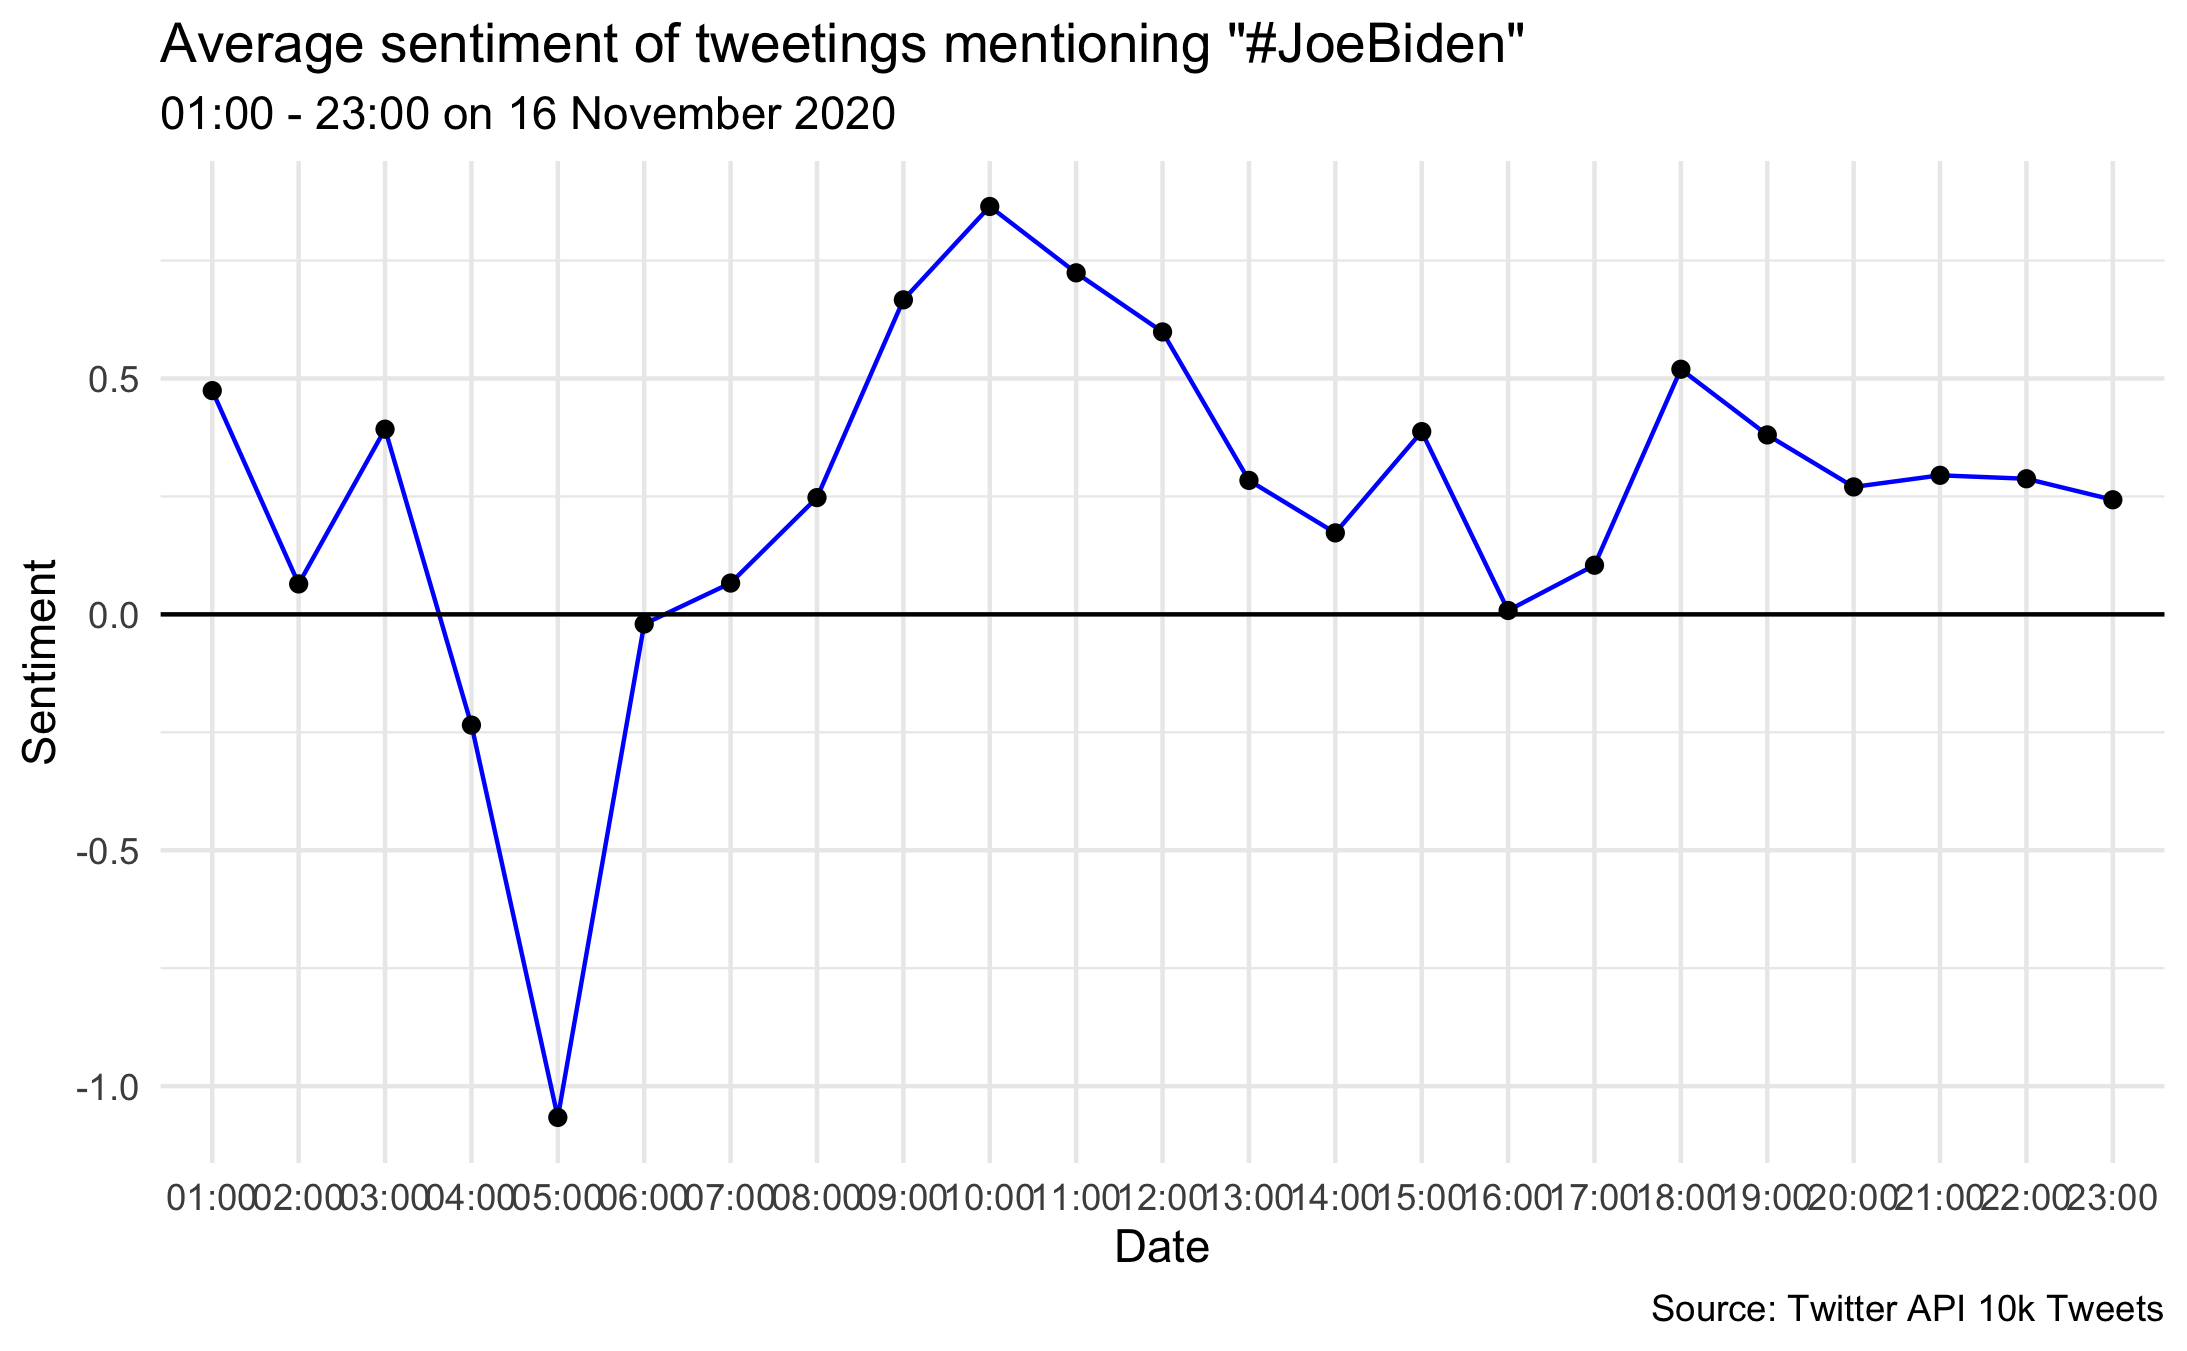 Average sentiment of tweetings mentioning "#JoeBiden"
01:00 - 23:00 on 16 November 2020
Sentiment
0.5
0.0
-0.5
-1.0
01:00 02:00 03:00 04:00 05:00 06:00 07:00 08:00 09:00 10:00 11:00 12:00 13:00 14:00 15:00 16:00 17:00 18:00 19:00 20:00 21:00 22:00 23:00
Date
Source: Twitter API 10k Tweets